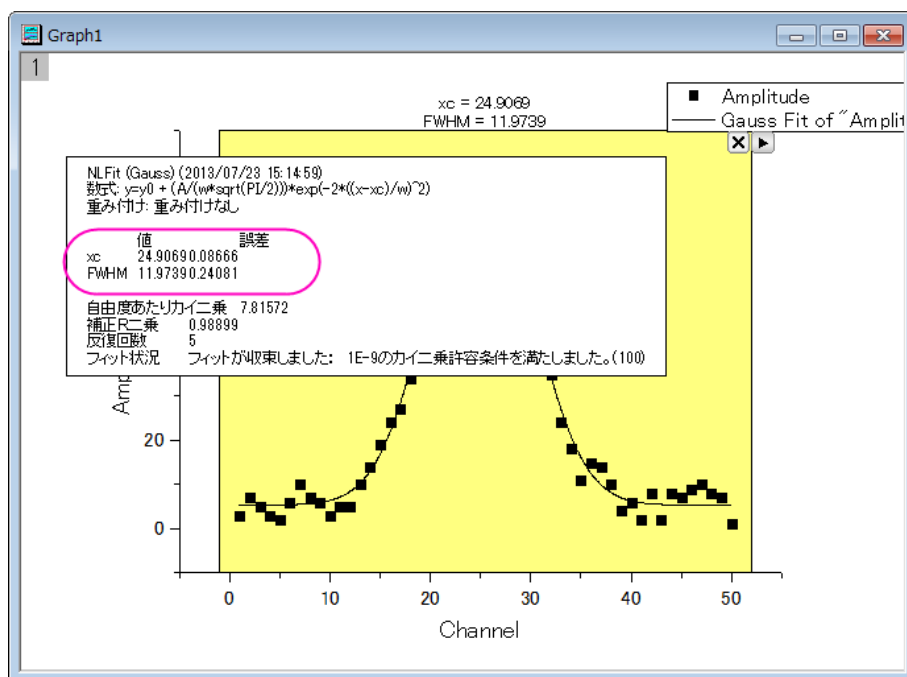 Graph1
1
xc = 24.9069
FWHM = 11.9739
Amplitude
Gauss Fit of "Amplit
NLFit (Gauss) (2013/07/23 15:14:59)
数式: y=y0 + (A/(w*sqrt(PI/2)))*exp(-2*((x-xc)/w)^2)
重み付け: 重み付けなし
値 誤差
xc 24.9069 0.08666
FWHM 11.9739 0.24081
自由度あたりカイ二乗 7.81572
補正R二乗 0.98899
反復回数 5
フィット状況 フィットが収束しました: 1E-9のカイ二乗許容条件を満たしました。(100)
Amp
20
0
0 10 20 30 40 50
Channel